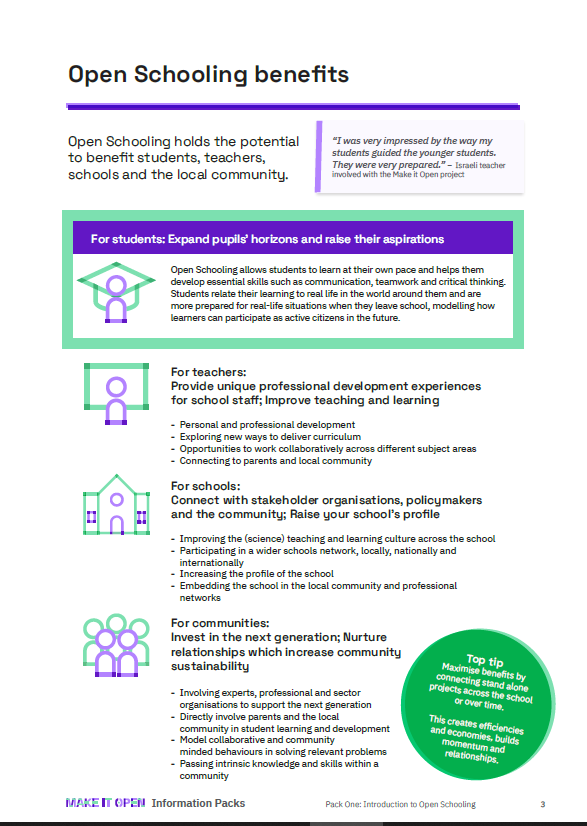 Open Schooling benefits
Open Schooling holds the potential
to benefit students, teachers,
schools and the local community.
“I was very impressed by the way my
students guided the younger students.
They were very prepared.” – Israeli teacher
involved with the Make it Open project
For students: Expand pupils’ horizons and raise their aspirations
Open Schooling allows students to learn at their own pace and helps them
develop essential skills such as communication, teamwork and critical thinking.
Students relate their learning to real life in the world around them and are
more prepared for real-life situations when they leave school, modelling how
learners can participate as active citizens in the future.
For teachers:
Provide unique professional development experiences
for school staff; Improve teaching and learning
- Personal and professional development
- Exploring new ways to deliver curriculum
- Opportunities to work collaboratively across different subject areas
- Connecting to parents and local community
For schools:
Connect with stakeholder organisations, policymakers
and the community; Raise your school’s profile
- Improving the (science) teaching and learning culture across the school
- Participating in a wider schools network, locally, nationally and
internationally
- Increasing the profile of the school
- Embedding the school in the local community and professional
networks
For communities:
Invest in the next generation; Nurture
relationships which increase community
sustainability
- Involving experts, professional and sector
organisations to support the next generation
- Directly involve parents and the local
community in student learning and development
- Model collaborative and community
minded behaviours in solving relevant problems
- Passing intrinsic knowledge and skills within a
community
Top tip
Maximise benefits by
connecting stand alone
projects across the school
or over time.
This creates efficiencies
and economies, builds
momentum and
relationships.
MAKE IT OPEN Information Packs
Pack One: Introduction to Open Schooling
3